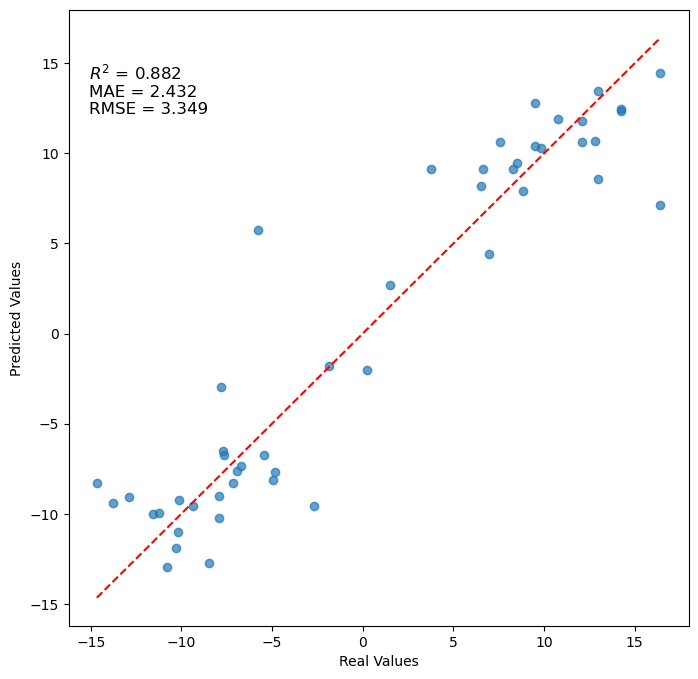 R² = 0.882
MAE = 2.432
RMSE = 3.349
15
10
5
0
−5
−10
−15
Predicted Values
−15 −10 −5 0 5 10 15
Real Values